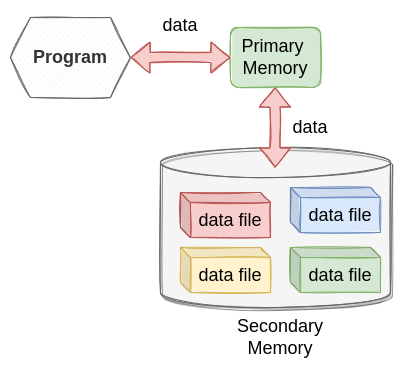 data
Program
Primary
Memory
data
data file
data file
data file
data file
Secondary
Memory